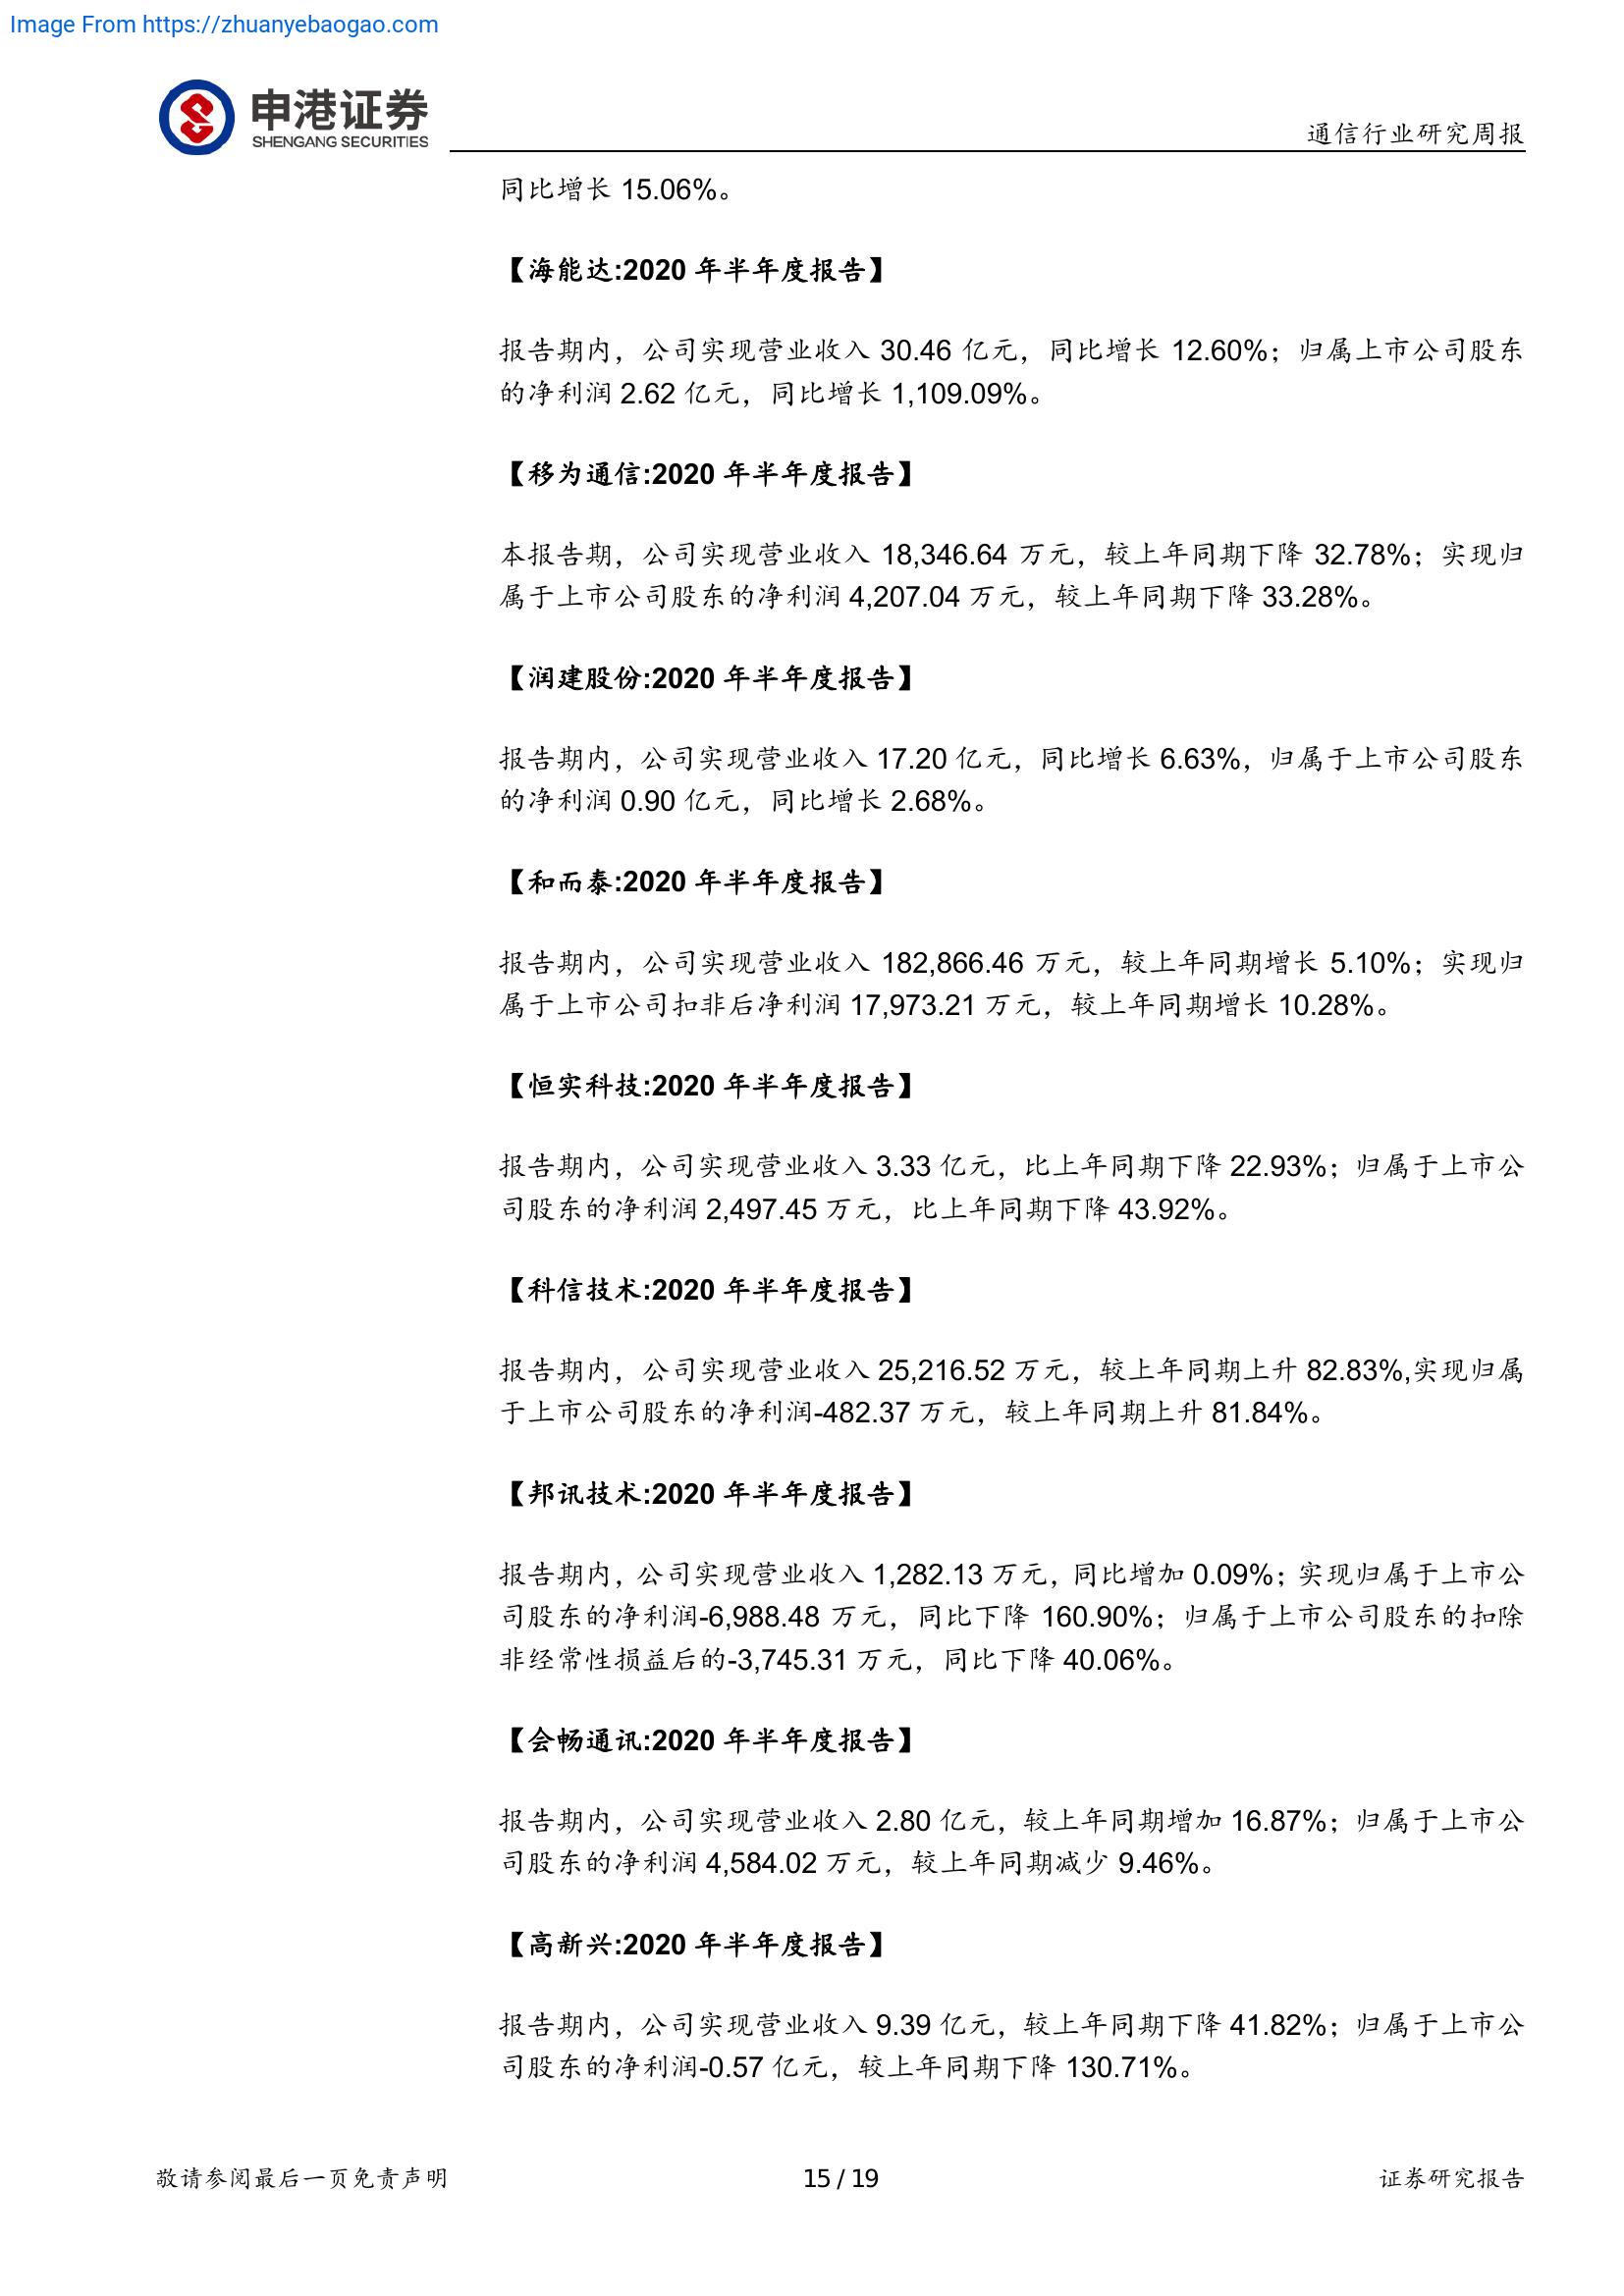 Image From https://zhuanyebaogao.com
申港证券
SHENGANG SECURITIES
通信行业研究周报
同比增长 15.06%。
【海能达:2020 年半年度报告】
报告期内，公司实现营业收入 30.46 亿元，同比增长 12.60%；归属上市公司股东
的净利润 2.62 亿元，同比增长 1,109.09%。
【移为通信:2020 年半年度报告】
本报告期，公司实现营业收入 18,346.64 万元，较上年同期下降 32.78%；实现归
属于上市公司股东的净利润 4,207.04 万元，较上年同期下降 33.28%。
【润建股份:2020 年半年度报告】
报告期内，公司实现营业收入 17.20 亿元，同比增长 6.63%，归属于上市公司股东
的净利润 0.90 亿元，同比增长 2.68%。
【和而泰:2020 年半年度报告】
报告期内，公司实现营业收入 182,866.46 万元，较上年同期增长 5.10%；实现归
属于上市公司扣非后净利润 17,973.21 万元，较上年同期增长 10.28%。
【恒实科技:2020 年半年度报告】
报告期内，公司实现营业收入 3.33 亿元，比上年同期下降 22.93%；归属于上市公
司股东的净利润 2,497.45 万元，比上年同期下降 43.92%。
【科信技术:2020 年半年度报告】
报告期内，公司实现营业收入 25,216.52 万元，较上年同期上升 82.83%,实现归属
于上市公司股东的净利润-482.37 万元，较上年同期上升 81.84%。
【邦讯技术:2020 年半年度报告】
报告期内，公司实现营业收入 1,282.13 万元，同比增加 0.09%；实现归属于上市公
司股东的净利润-6,988.48 万元，同比下降 160.90%；归属于上市公司股东的扣除
非经常性损益后的-3,745.31 万元，同比下降 40.06%。
【会畅通讯:2020 年半年度报告】
报告期内，公司实现营业收入 2.80 亿元，较上年同期增加 16.87%；归属于上市公
司股东的净利润 4,584.02 万元，较上年同期减少 9.46%。
【高新兴:2020 年半年度报告】
报告期内，公司实现营业收入 9.39 亿元，较上年同期下降 41.82%；归属于上市公
司股东的净利润-0.57 亿元，较上年同期下降 130.71%。
敬请参阅最后一页免责声明
15 / 19
证券研究报告